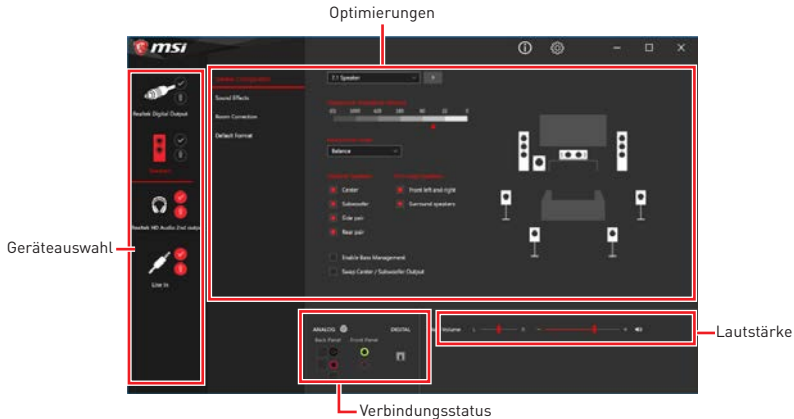 Optimierungen
msi
7.1 Speaker
Speaker Configuration
Sound Effects
Room Correction
Default Format
Realtek Digital Output
Speakers
Realtek HD Audio 2nd output
Line In
Balance
Center
Front left and right
Subwoofer
Surround speakers
Side pair
Rear pair
Enable Bass Management
Swap Center / Subwoofer Output
Geräteauswahl
ANALOG
DIGITAL
Back Panel
Front Panel
Volume
L
R
-
+
Lautstärke
Verbindungsstatus